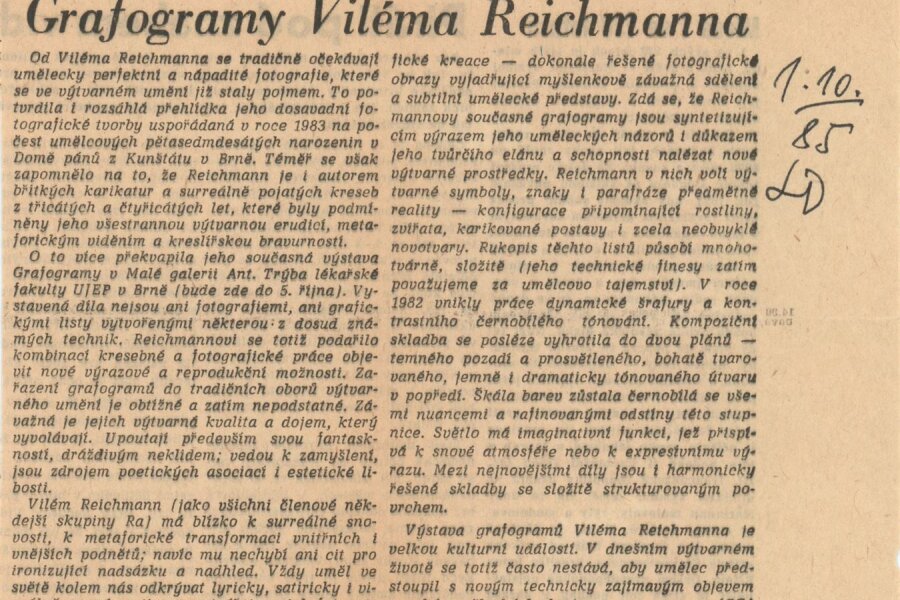 Grafogramy Viléma Reichmanna
Od Viléma Reichmanna se tradičně očekávají
umělecky perfektní a nápadité fotografie, které
se ve výtvarném umění již staly pojmem. To po-
tvrdila i rozsáhlá přehlídka jeho dosavadní fo-
tografické tvorby uspořádaná v roce 1983 na po-
čest umělcových pětasedmdesátých narozenin v
Domě pánů z Kunštátu v Brně. Téměř se však
zapomnělo na to, že Reichmann je i autorem
břitkých karikatur a surreálně pojatých kreseb
z třicátých a čtyřicátých let, které byly podmí-
něny jeho všestrannou výtvarnou erudicí, meta-
forickým viděním a kreslířskou bravurností.
O to více překvapila jeho současná výstava
Grafogramy v Malé galerii Ant. Trýba lékařské
fakulty UJEP v Brně (bude zde do 5. října). Vy-
stavená díla nejsou ani fotografiemi, ani grafic-
kými listy vytvořenými některou z dosud zná-
mých technik. Reichmannovi se totiž podařilo
kombinací kresebné a fotografické práce obje-
vit nové výrazové a reprodukční možnosti. Za-
řazení grafogramů do tradičních oborů výtvar-
ného umění je obtížné a zatím nepodstatné. Zá-
važná je jejich výtvarná kvalita a dojem, který
vyvolávají. Upoutají především svou fantask-
ností, dráždivým neklidem; vedou k zamyšlení,
jsou zdrojem poetických asociací i estetické li-
bosti.
Vilém Reichmann (jako všichni členové něk-
dejší skupiny Ra) má blízko k surreálné sno-
vosti, k metaforické transformaci vnitřních i
vnějších podnětů; navíc mu nechybí ani cit pro
ironizující nadsázku a nadhled. Vždy uměl ve
světě kolem nás odkrývat lyricky, satiricky i vi-
fické kreace — dokonale řešené fotografické
obrazy vyjadřující myšlenkově závažná sdělení
a subtilní umělecké představy. Zdá se, že Reich-
mannovy současné grafogramy jsou syntetizují-
cím výrazem jeho uměleckých názorů i důkazem
jeho tvůrčího elánu a schopnosti nalézat nové
výtvarné prostředky. Reichmann v nich volí vý-
tvarné symboly, znaky i parafráze předmětné
reality — konfigurace připomínající rostliny,
zvířata, karikované postavy i zcela neobvyklé
novotvary. Rukopis těchto listů působí mnoho-
tvárně, složitě (jeho technické finesy zatím
považujeme za umělcovo tajemství). V roce
1982 vnikly práce dynamické šrafury a kon-
trastního černobílého tónování. Kompoziční
skladba se posléze vyhrotila do dvou plánů —
temného pozadí a prosvětleného, bohatě tvaro-
vaného, jemně i dramaticky tónovaného útvaru
v popředí. Škála barev zůstala černobílá se vše-
mi nuancemi a rafinovanými odstíny této stup-
nice. Světlo má imaginativní funkci, jež přispí-
vá k snové atmosféře nebo k expresívnímu vý-
razu. Mezi nejnovějšími díly jsou i harmonicky
řešené skladby se složitě strukturovaným po-
vrchem.
Výstava grafogramů Viléma Reichmanna je
velkou kulturní událostí. V dnešním výtvarném
životě se totiž často nestává, aby umělec před-
stoupil s novým technicky zajímavým objevem
1. 10.
85
LD